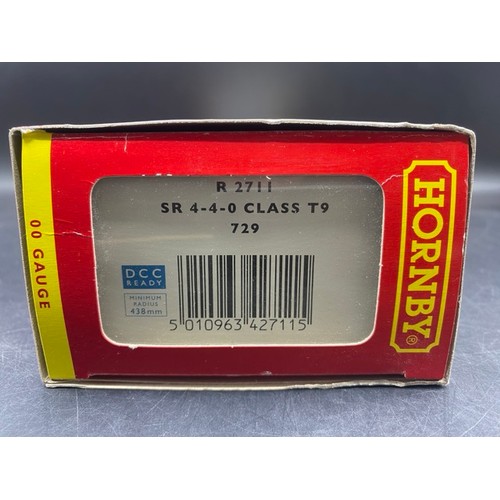 00 GAUGE
R 2711
SR 4-4-0 CLASS T9
729
DCC
READY
MINIMUM
RADIUS
438mm
5 010963 427115
HORNBY